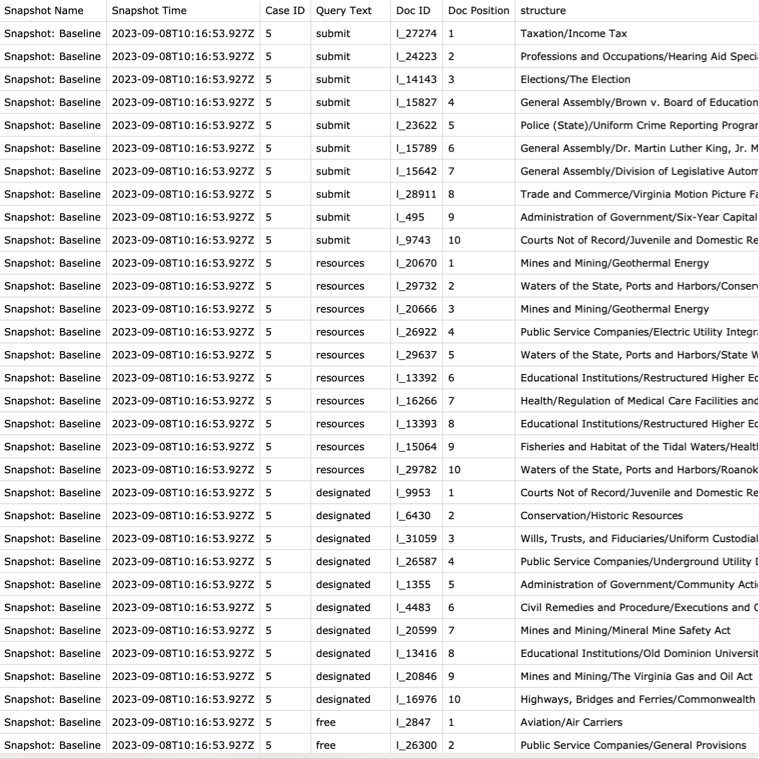 Snapshot Name Snapshot Time Case ID Query Text Doc ID Doc Position structure
Snapshot: Baseline 2023-09-08T10:16:53.927Z 5 submit l_27274 1 Taxation/Income Tax
Snapshot: Baseline 2023-09-08T10:16:53.927Z 5 submit l_24223 2 Professions and Occupations/Hearing Aid Speci
Snapshot: Baseline 2023-09-08T10:16:53.927Z 5 submit l_14143 3 Elections/The Election
Snapshot: Baseline 2023-09-08T10:16:53.927Z 5 submit l_15827 4 General Assembly/Brown v. Board of Education
Snapshot: Baseline 2023-09-08T10:16:53.927Z 5 submit l_23622 5 Police (State)/Uniform Crime Reporting Program
Snapshot: Baseline 2023-09-08T10:16:53.927Z 5 submit l_15789 6 General Assembly/Dr. Martin Luther King, Jr. M
Snapshot: Baseline 2023-09-08T10:16:53.927Z 5 submit l_15642 7 General Assembly/Division of Legislative Autom
Snapshot: Baseline 2023-09-08T10:16:53.927Z 5 submit l_28911 8 Trade and Commerce/Virginia Motion Picture Fa
Snapshot: Baseline 2023-09-08T10:16:53.927Z 5 submit l_495 9 Administration of Government/Six-Year Capital
Snapshot: Baseline 2023-09-08T10:16:53.927Z 5 submit l_9743 10 Courts Not of Record/Juvenile and Domestic Re
Snapshot: Baseline 2023-09-08T10:16:53.927Z 5 resources l_20670 1 Mines and Mining/Geothermal Energy
Snapshot: Baseline 2023-09-08T10:16:53.927Z 5 resources l_29732 2 Waters of the State, Ports and Harbors/Conserv
Snapshot: Baseline 2023-09-08T10:16:53.927Z 5 resources l_20666 3 Mines and Mining/Geothermal Energy
Snapshot: Baseline 2023-09-08T10:16:53.927Z 5 resources l_26922 4 Public Service Companies/Electric Utility Integra
Snapshot: Baseline 2023-09-08T10:16:53.927Z 5 resources l_29637 5 Waters of the State, Ports and Harbors/State W
Snapshot: Baseline 2023-09-08T10:16:53.927Z 5 resources l_13392 6 Educational Institutions/Restructured Higher Ed
Snapshot: Baseline 2023-09-08T10:16:53.927Z 5 resources l_16266 7 Health/Regulation of Medical Care Facilities and
Snapshot: Baseline 2023-09-08T10:16:53.927Z 5 resources l_13393 8 Educational Institutions/Restructured Higher Ed
Snapshot: Baseline 2023-09-08T10:16:53.927Z 5 resources l_15064 9 Fisheries and Habitat of the Tidal Waters/Healt
Snapshot: Baseline 2023-09-08T10:16:53.927Z 5 resources l_29782 10 Waters of the State, Ports and Harbors/Roanok
Snapshot: Baseline 2023-09-08T10:16:53.927Z 5 designated l_9953 1 Courts Not of Record/Juvenile and Domestic Re
Snapshot: Baseline 2023-09-08T10:16:53.927Z 5 designated l_6430 2 Conservation/Historic Resources
Snapshot: Baseline 2023-09-08T10:16:53.927Z 5 designated l_31059 3 Wills, Trusts, and Fiduciaries/Uniform Custodial
Snapshot: Baseline 2023-09-08T10:16:53.927Z 5 designated l_26587 4 Public Service Companies/Underground Utility D
Snapshot: Baseline 2023-09-08T10:16:53.927Z 5 designated l_1355 5 Administration of Government/Community Acti
Snapshot: Baseline 2023-09-08T10:16:53.927Z 5 designated l_4483 6 Civil Remedies and Procedure/Executions and O
Snapshot: Baseline 2023-09-08T10:16:53.927Z 5 designated l_20599 7 Mines and Mining/Mineral Mine Safety Act
Snapshot: Baseline 2023-09-08T10:16:53.927Z 5 designated l_13416 8 Educational Institutions/Old Dominion Universit
Snapshot: Baseline 2023-09-08T10:16:53.927Z 5 designated l_20846 9 Mines and Mining/The Virginia Gas and Oil Act
Snapshot: Baseline 2023-09-08T10:16:53.927Z 5 designated l_16976 10 Highways, Bridges and Ferries/Commonwealth
Snapshot: Baseline 2023-09-08T10:16:53.927Z 5 free l_2847 1 Aviation/Air Carriers
Snapshot: Baseline 2023-09-08T10:16:53.927Z 5 free l_26300 2 Public Service Companies/General Provisions